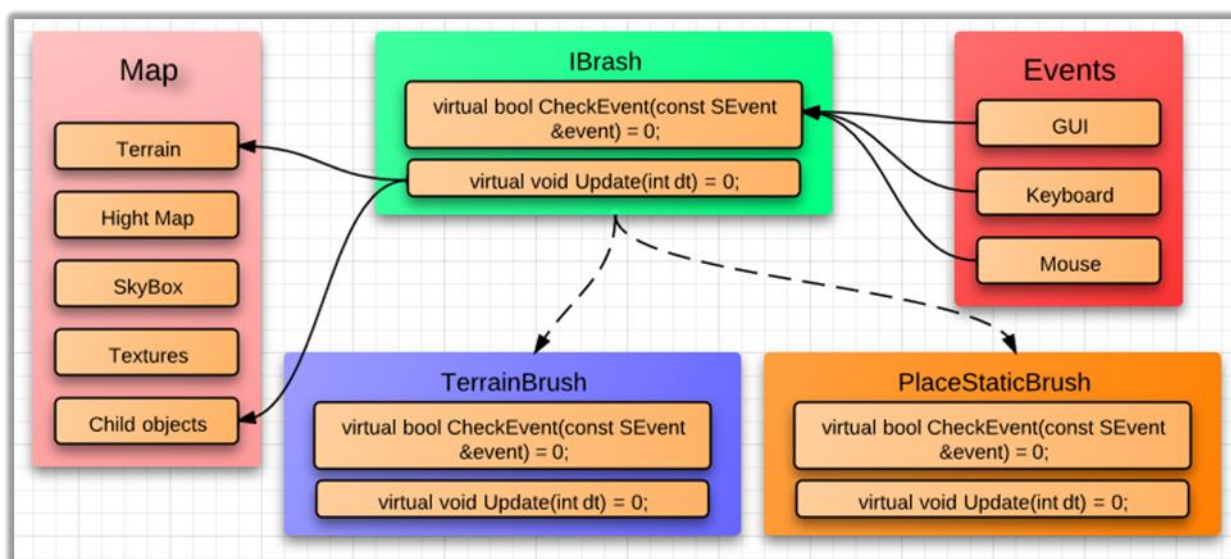 Map
Terrain
Hight Map
SkyBox
Textures
Child objects
IBrash
virtual bool CheckEvent(const SEvent
&event) = 0;
virtual void Update(int dt) = 0;
Events
GUI
Keyboard
Mouse
TerrainBrush
virtual bool CheckEvent(const SEvent
&event) = 0;
virtual void Update(int dt) = 0;
PlaceStaticBrush
virtual bool CheckEvent(const SEvent
&event) = 0;
virtual void Update(int dt) = 0;